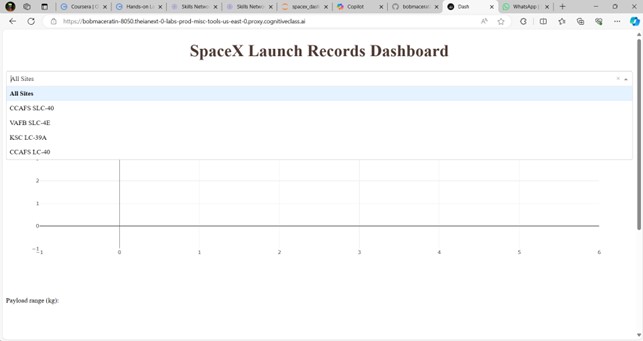 Coursera | C
Hands-on L
Skills Netw
Skills Netw
spaces_dash
Copilot
bobmacerati
Dash
WhatsApp
https://bobmaceratin-8050.theianext-0-labs-prod-misc-tools-us-east-0.proxy.cognitiveclass.ai
SpaceX Launch Records Dashboard
All Sites
All Sites
CCAFS SLC-40
VAFB SLC-4E
KSC LC-39A
CCAFS LC-40
2
1
0
−1
−1 0 1 2 3 4 5 6
Payload range (kg):